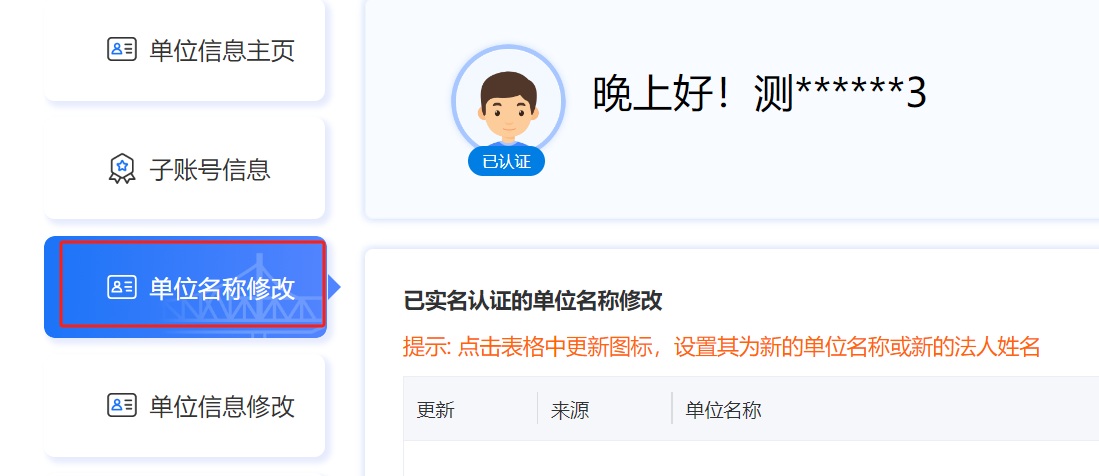 单位信息主页
子账号信息
单位名称修改
单位信息修改
晚上好！测******3
已认证
已实名认证的单位名称修改
提示: 点击表格中更新图标，设置其为新的单位名称或新的法人姓名
更新 来源 单位名称